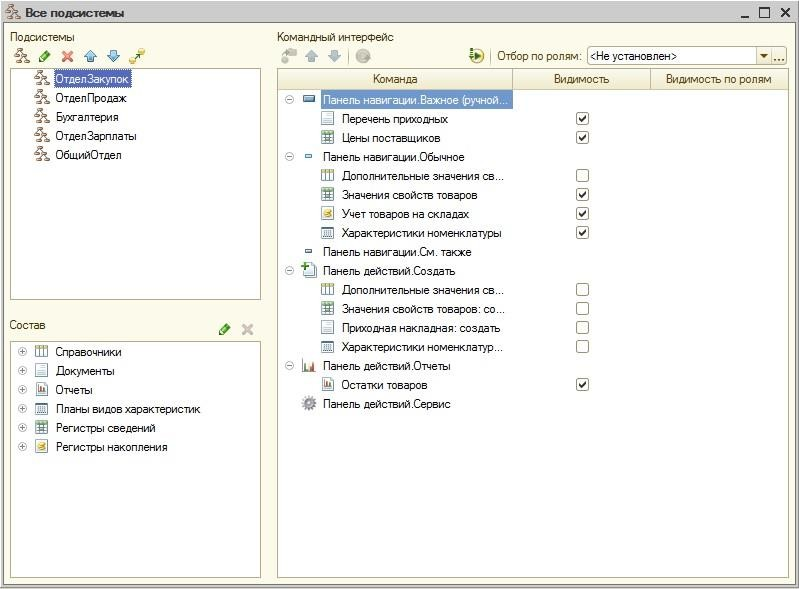 Все подсистемы
Подсистемы
ОтделЗакупок
ОтделПродаж
Бухгалтерия
ОтделЗарплаты
ОбщийОтдел
Состав
Справочники
Документы
Отчеты
Планы видов характеристик
Регистры сведений
Регистры накопления
Командный интерфейс
Отбор по ролям: <Не установлен>
Команда Видимость Видимость по ролям
Панель навигации.Важное (ручной...
Перечень приходных
Цены поставщиков
Панель навигации.Обычное
Дополнительные значения св...
Значения свойств товаров
Учет товаров на складах
Характеристики номенклатуры
Панель навигации.См. также
Панель действий.Создать
Дополнительные значения св...
Значения свойств товаров: со...
Приходная накладная: создать
Характеристики номенклатур...
Панель действий.Отчеты
Остатки товаров
Панель действий.Сервис